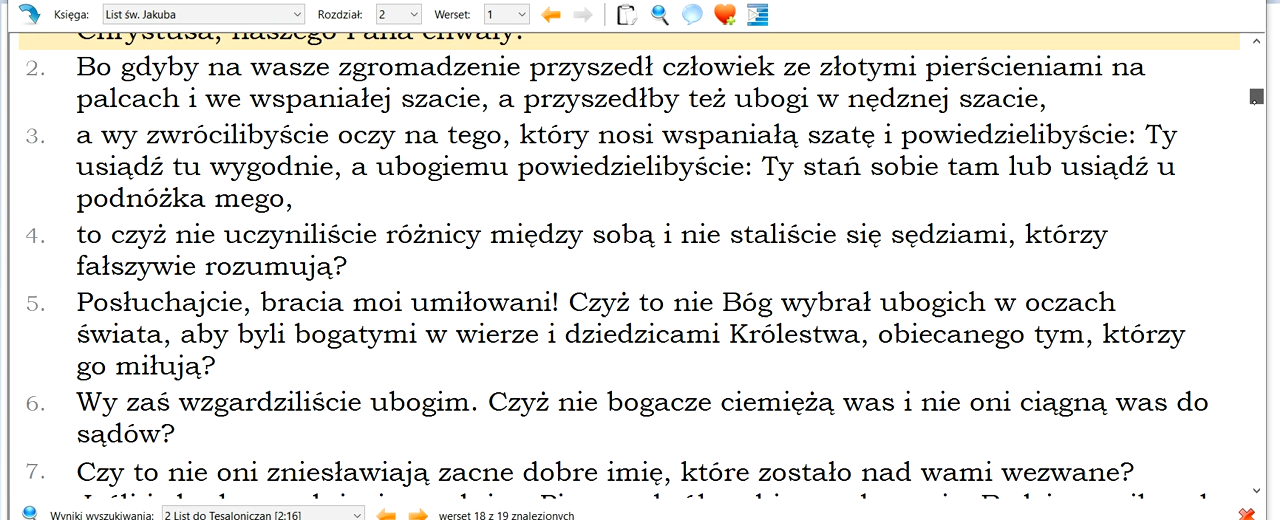 Księga: List św. Jakuba Rozdział: 2 Werset: 1
Chrystusa, naszego Pana chwały.
2. Bo gdyby na wasze zgromadzenie przyszedł człowiek ze złotymi pierścieniami na
palcach i we wspaniałej szacie, a przyszedłby też ubogi w nędznej szacie,
3. a wy zwrócilibyście oczy na tego, który nosi wspaniałą szatę i powiedzielibyście: Ty
usiądź tu wygodnie, a ubogiemu powiedzielibyście: Ty stań sobie tam lub usiądź u
podnóżka mego,
4. to czyż nie uczyniliście różnicy między sobą i nie staliście się sędziami, którzy
fałszywie rozumują?
5. Posłuchajcie, bracia moi umiłowani! Czyż to nie Bóg wybrał ubogich w oczach
świata, aby byli bogatymi w wierze i dziedzicami Królestwa, obiecanego tym, którzy
go miłują?
6. Wy zaś wzgardziliście ubogim. Czyż nie bogacze ciemiężą was i nie oni ciągną was do
sądów?
7. Czy to nie oni zniesławiają zacne dobre imię, które zostało nad wami wezwane?
Wyniki wyszukiwania: 2 List do Tesaloniczan [2:16] werset 18 z 19 znalezionych